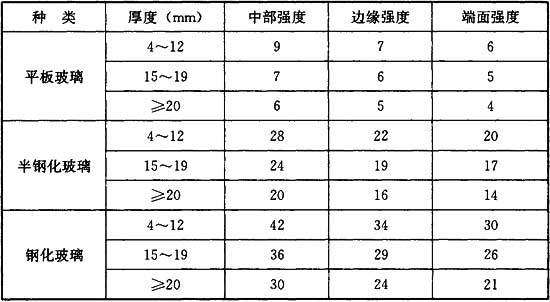 种 类 厚度（mm） 中部强度 边缘强度 端面强度
平板玻璃 4～12 9 7 6
15～19 7 6 5
≥20 6 5 4
半钢化玻璃 4～12 28 22 20
15～19 24 19 17
≥20 20 16 14
钢化玻璃 4～12 42 34 30
15～19 36 29 26
≥20 30 24 21